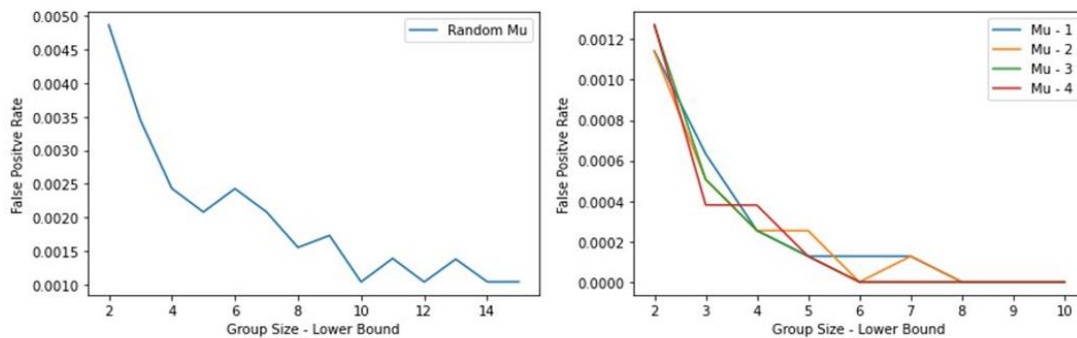 0.0050
0.0045
0.0040
0.0035
0.0030
0.0025
0.0020
0.0015
0.0010
False Positvre Rate
2 4 6 8 10 12 14
Group Size - Lower Bound
Random Mu
0.0012
0.0010
0.0008
0.0006
0.0004
0.0002
0.0000
False Positvre Rate
2 3 4 5 6 7 8 9 10
Group Size - Lower Bound
Mu - 1
Mu - 2
Mu - 3
Mu - 4